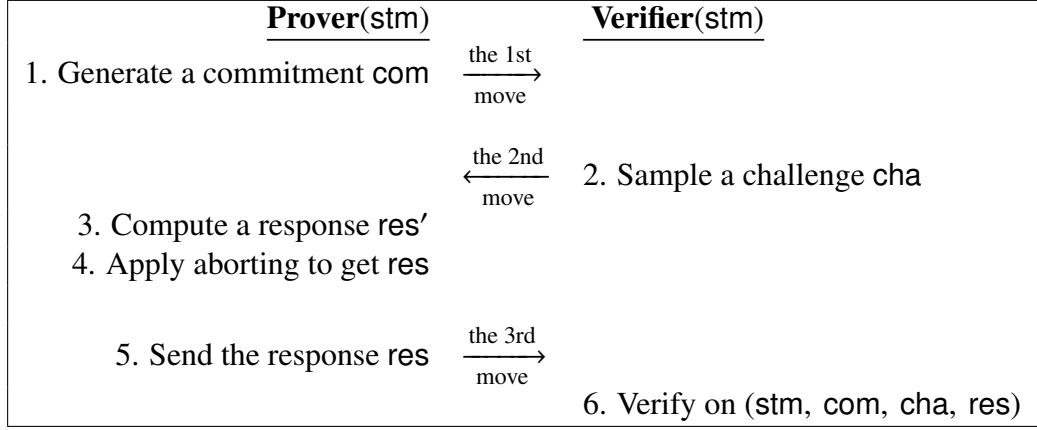 Prover(stm) Verifier(stm)
1. Generate a commitment com the 1st move
the 2nd move 2. Sample a challenge cha
3. Compute a response res′
4. Apply aborting to get res
5. Send the response res the 3rd move
6. Verify on (stm, com, cha, res)